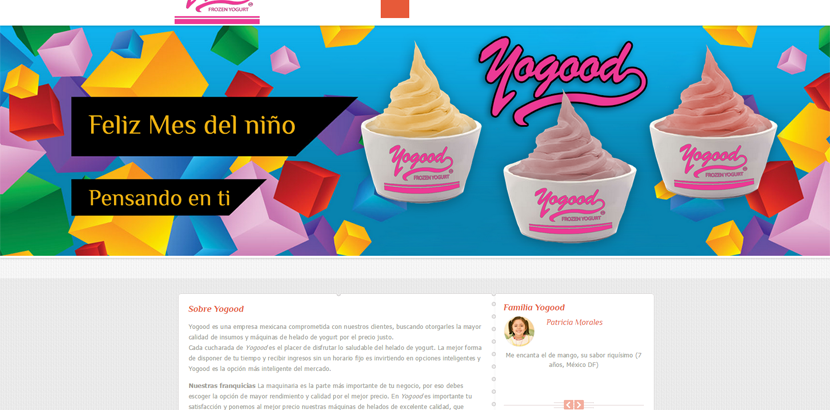 FROZEN YOGURT
Yogood
Feliz Mes del niño
Pensando en ti
Yogood
FROZEN YOGURT
Yogood
FROZEN YOGURT
Yogood
FROZEN YOGURT
Sobre Yogood
Yogood es una empresa mexicana comprometida con nuestros clientes, buscando otorgarles la mayor
calidad de insumos y máquinas de helado de yogurt por el precio justo.
Cada cucharada de Yogood es el placer de disfrutar lo saludable del helado de yogurt. La mejor forma
de disponer de tu tiempo y recibir ingresos sin un horario fijo es invirtiendo en opciones inteligentes y
Yogood es la opción más inteligente del mercado.
Nuestras franquicias La maquinaria es la parte más importante de tu negocio, por eso debes
escoger la opción de mayor rendimiento y calidad por el mejor precio. En Yogood es importante tu
satisfacción y ponemos al mejor precio nuestras máquinas de helados de excelente calidad, que
Familia Yogood
Patricia Morales
Me encanta el de mango, su sabor riquísimo (7
años, México DF)